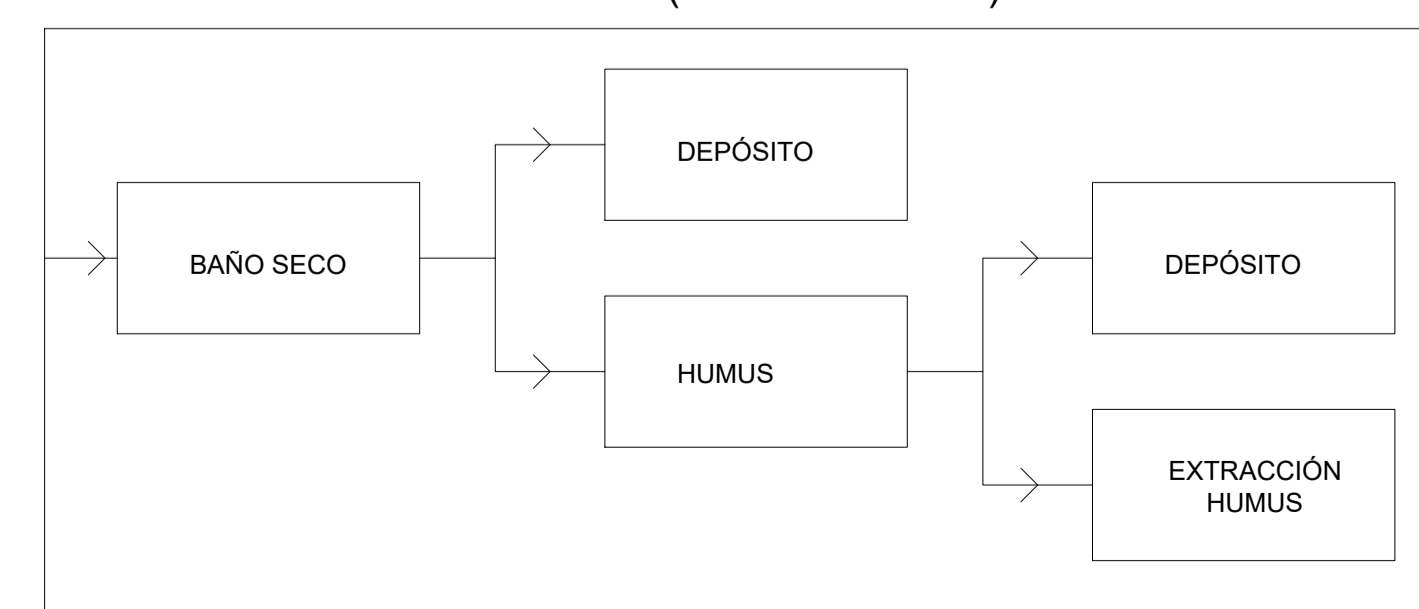 DEPÓSITO
BAÑO SECO
DEPÓSITO
HUMUS
EXTRACCIÓN
HUMUS